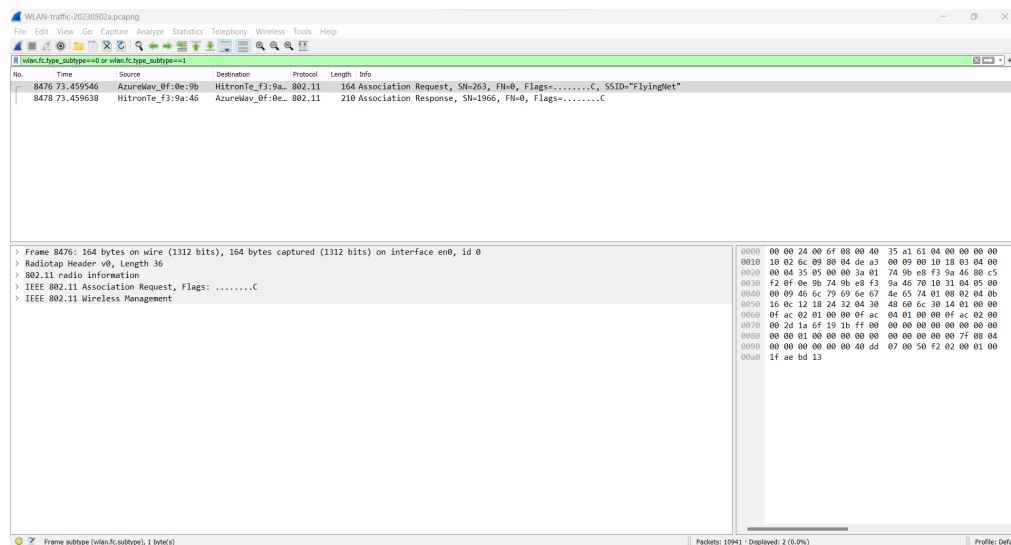 WLAN-traffic-20230502a.pcapng
File Edit View Go Capture Analyze Statistics Telephony Wireless Tools Help
wlan.fc.type_subtype==0 or wlan.fc.type_subtype==1
No. Time Source Destination Protocol Length Info
8476 73.459546 AzureWav_0f:0e:9b HitronTe_f3:9a… 802.11 164 Association Request, SN=263, FN=0, Flags=........C, SSID="FlyingNet"
8478 73.459638 HitronTe_f3:9a:46 AzureWav_0f:0e… 802.11 210 Association Response, SN=1966, FN=0, Flags=........C
> Frame 8476: 164 bytes on wire (1312 bits), 164 bytes captured (1312 bits) on interface en0, id 0
> Radiotap Header v0, Length 36
> 802.11 radio information
> IEEE 802.11 Association Request, Flags: ........C
> IEEE 802.11 Wireless Management
0000 00 00 24 00 6f 08 00 40 35 a1 61 04 00 00 00 00
0010 10 02 6c 09 80 04 de a3 00 09 00 10 18 03 04 00
0020 00 04 35 05 00 00 3a 01 74 9b e8 f3 9a 46 80 c5
0030 f2 0f 0e 9b 74 9b e8 f3 9a 46 70 10 31 04 05 00
0040 00 09 46 6c 79 69 6e 67 4e 65 74 01 08 02 04 0b
0050 16 0c 12 18 24 32 04 30 48 60 6c 30 14 01 00 00
0060 0f ac 02 01 00 00 0f ac 04 01 00 00 0f ac 02 00
0070 00 2d 1a 6f 19 1b ff 00 00 00 00 00 00 00 00 00
0080 00 00 01 00 00 00 00 00 00 00 00 00 00 7f 08 04
0090 00 00 00 00 00 00 40 dd 07 00 50 f2 02 00 01 00
00a0 1f ae bd 13
Frame subtype (wlan.fc.subtype), 1 byte(s)
Packets: 10941 · Displayed: 2 (0.0%)
Profile: Defa